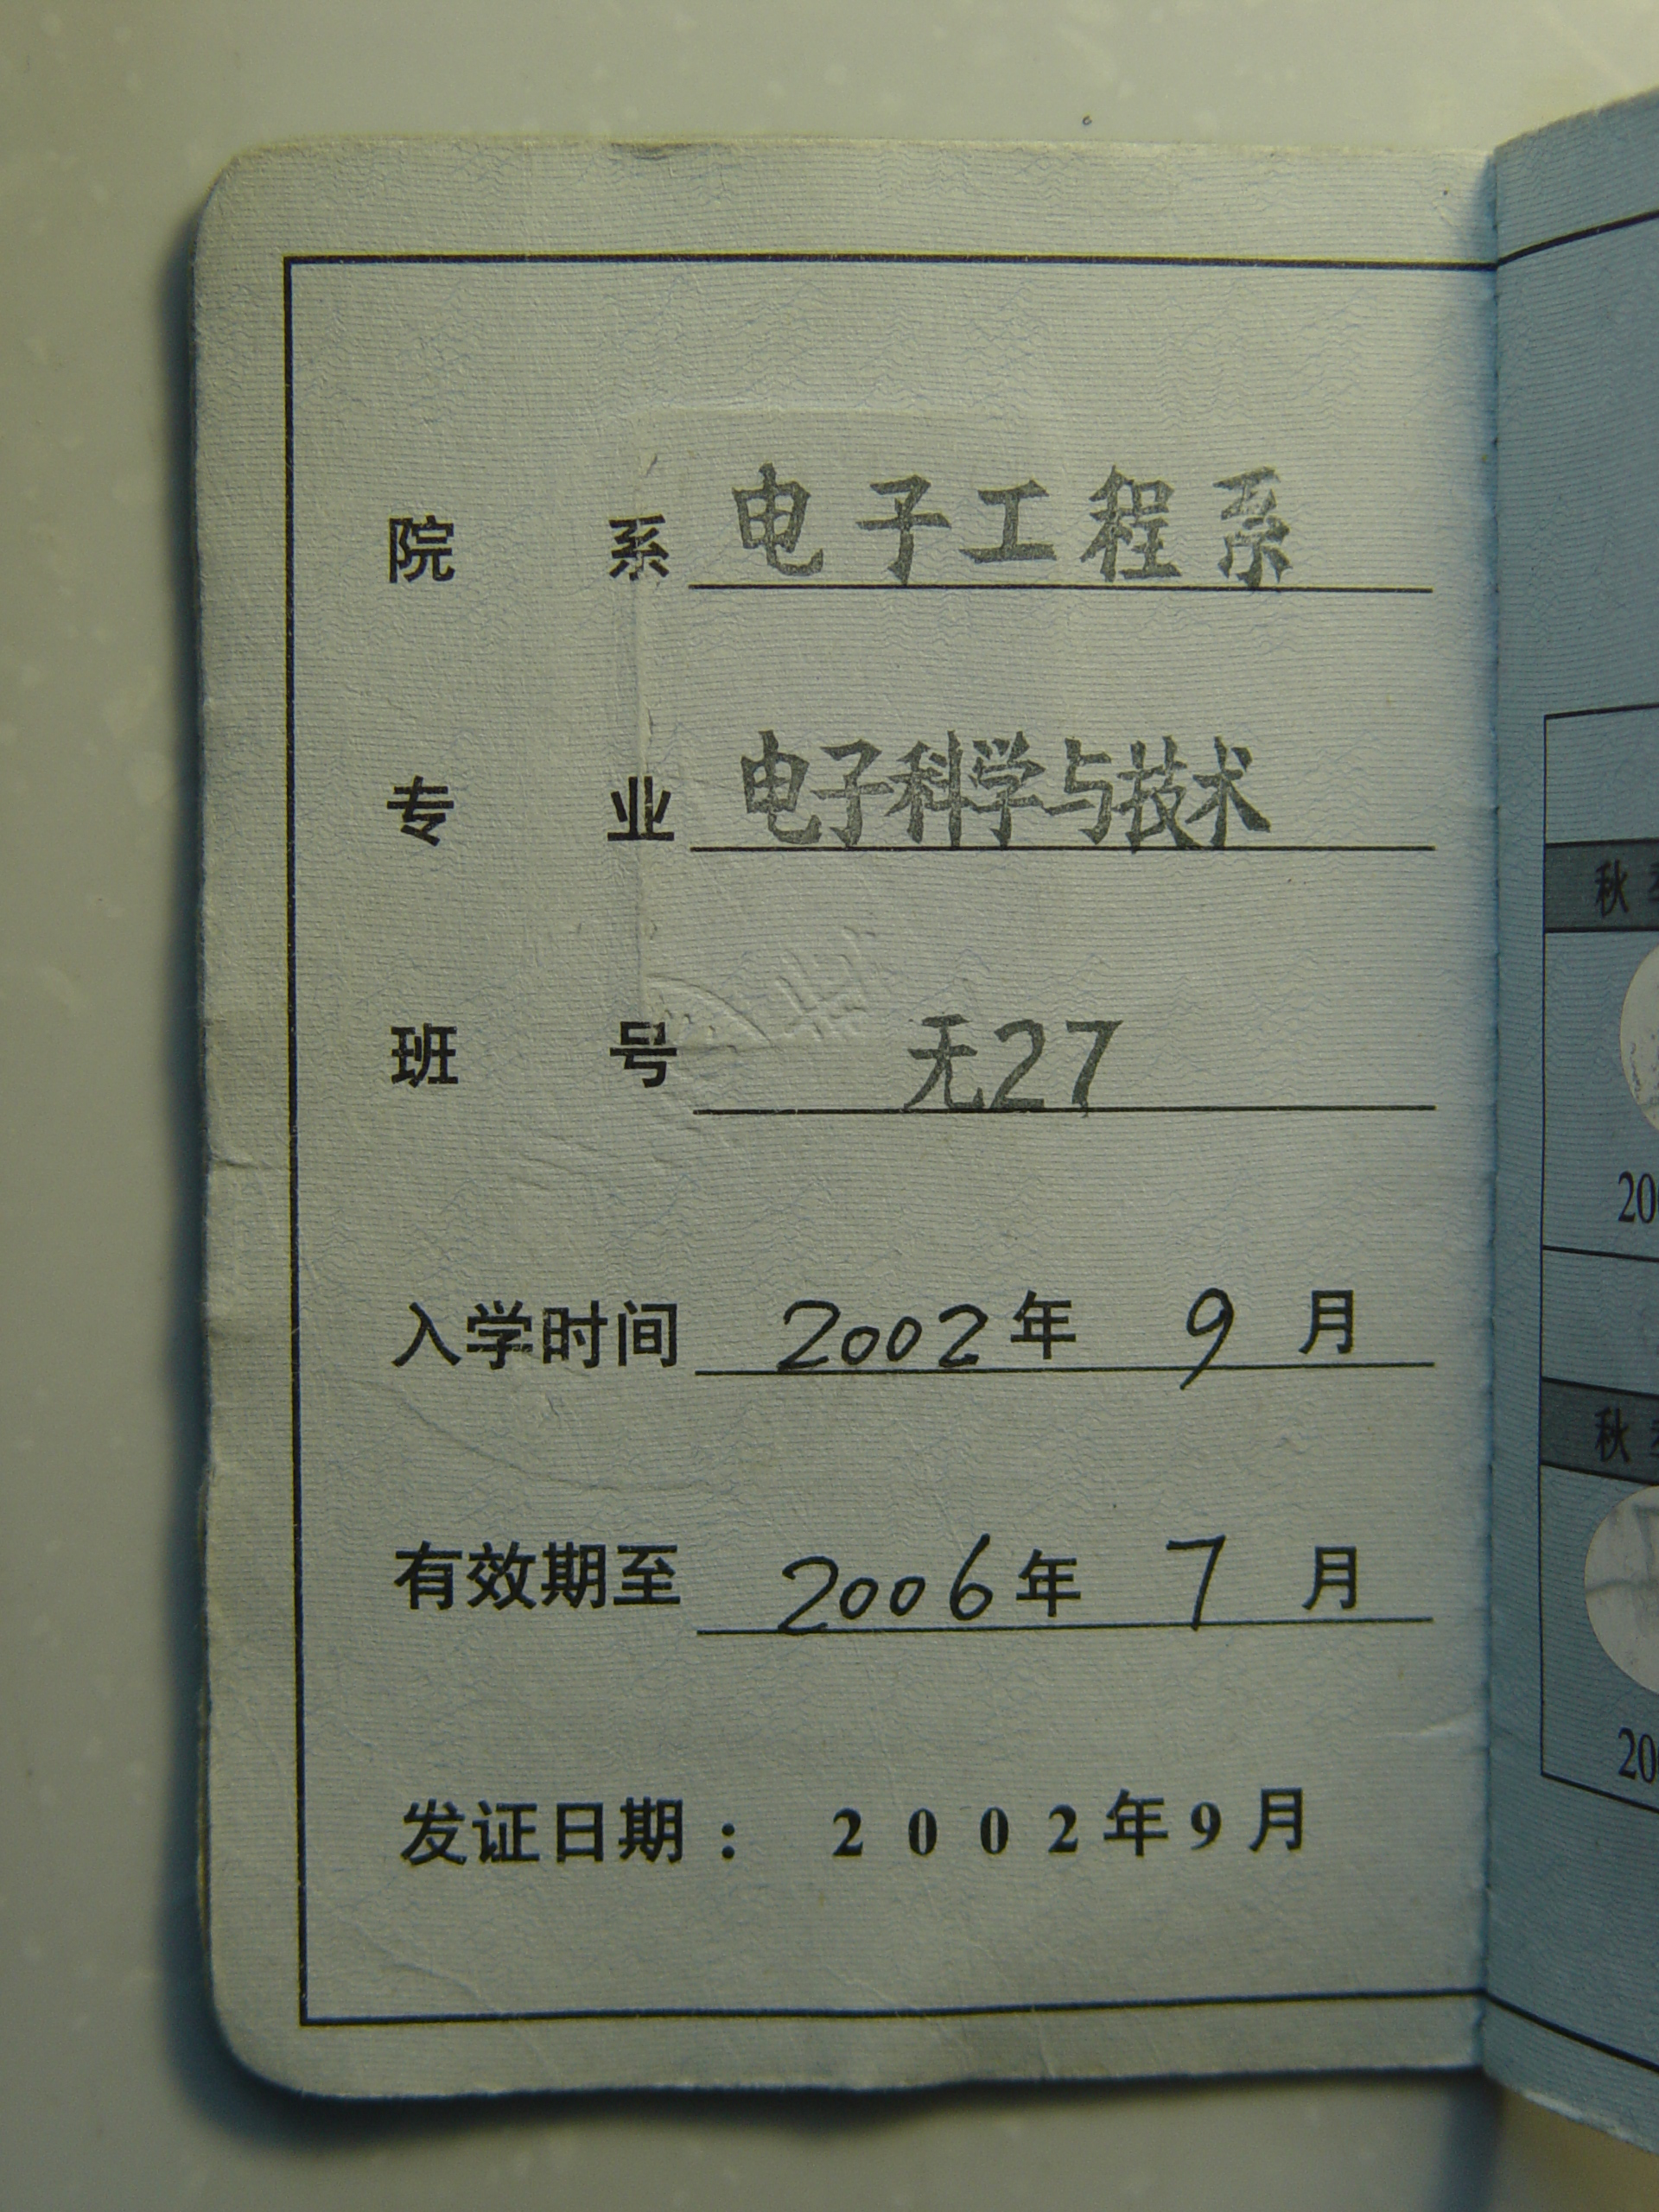 院 系 电子工程系
专 业 电子科学与技术
班 号 无27
入学时间 2002年 9 月
有效期至 2006年 7 月
发证日期：2002年9月
秋
20
秋
20